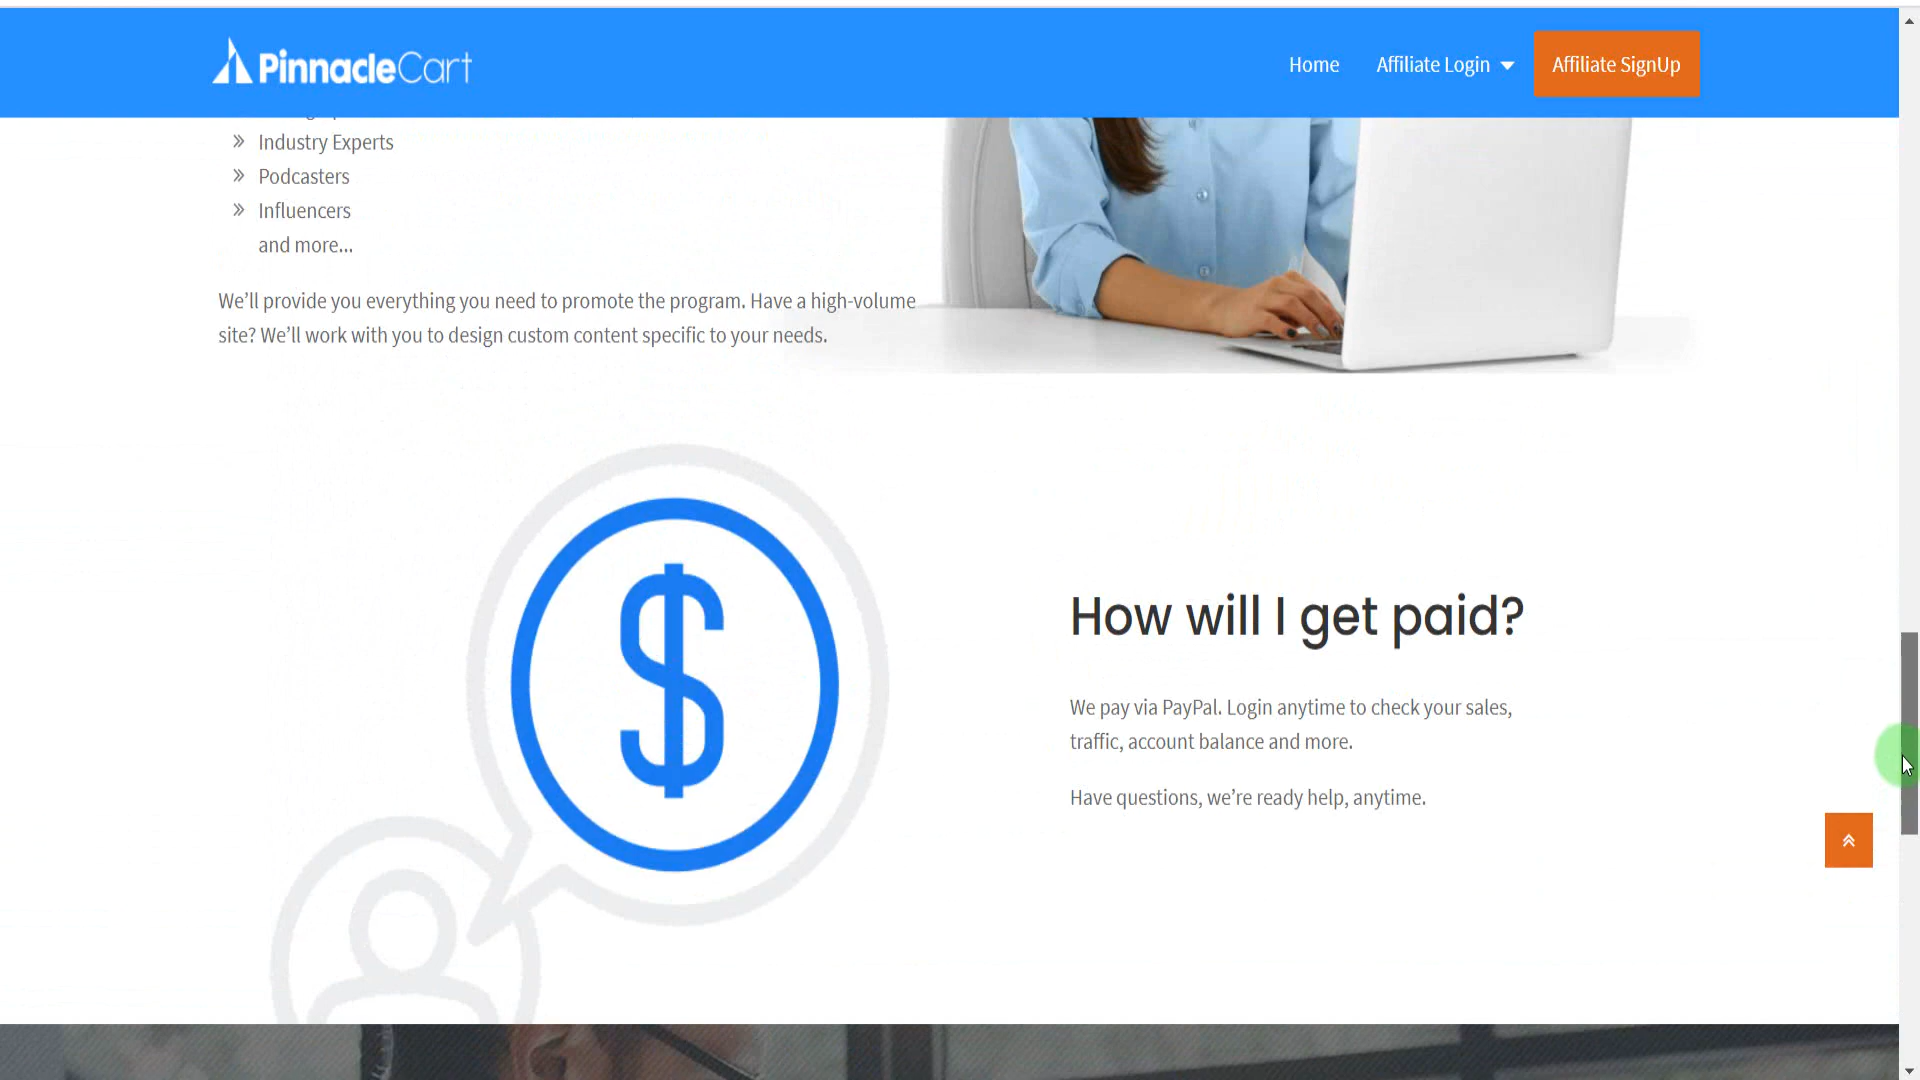 PinnacleCart
Home
Affiliate Login
Affiliate SignUp
Industry Experts
Podcasters
Influencers
and more...
We’ll provide you everything you need to promote the program. Have a high-volume
site? We’ll work with you to design custom content specific to your needs.
$
How will I get paid?
We pay via PayPal. Login anytime to check your sales,
traffic, account balance and more.
Have questions, we’re ready help, anytime.